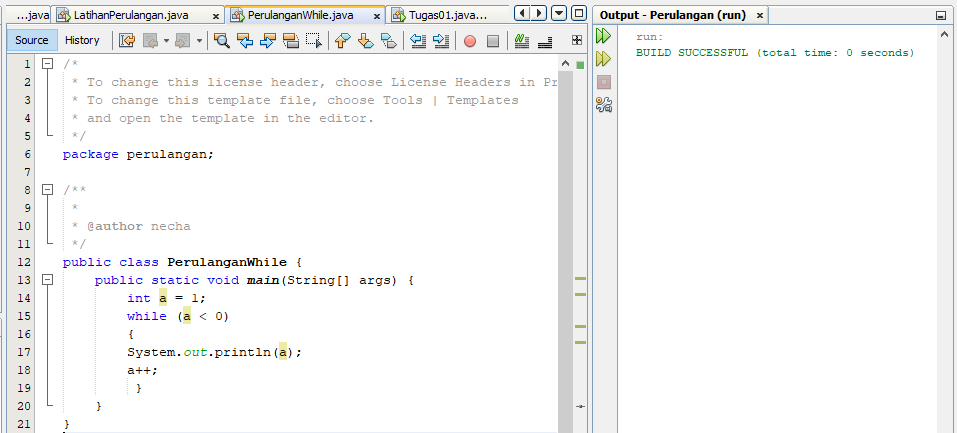 ...java
LatihanPerulangan.java
PerulanganWhile.java
Tugas01.java...
Source
History
1 /*
2 * To change this license header, choose License Headers in Pr
3 * To change this template file, choose Tools | Templates
4 * and open the template in the editor.
5 */
6 package perulangan;
7
8 /**
9 *
10 * @author necha
11 */
12 public class PerulanganWhile {
13 public static void main(String[] args) {
14 int a = 1;
15 while (a < 0)
16 {
17 System.out.println(a);
18 a++;
19 }
20 }
21 }
Output - Perulangan (run)
run:
BUILD SUCCESSFUL (total time: 0 seconds)